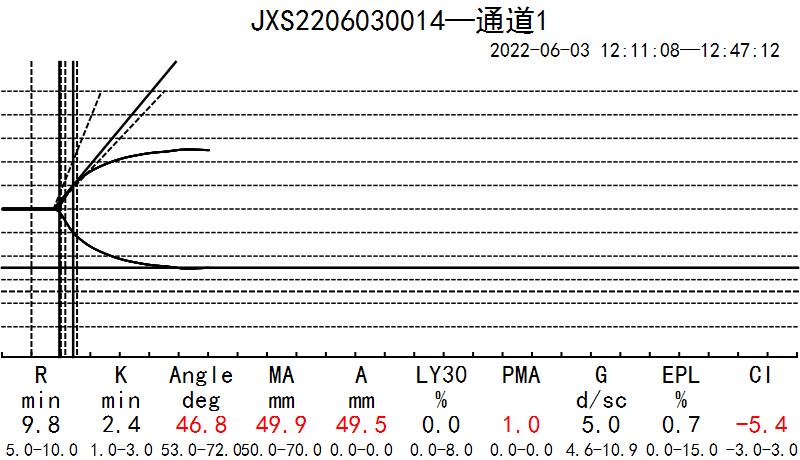 JXS2206030014—通道1
2022-06-03 12:11:08—12:47:12
R K Angle MA A LY30 PMA G EPL CI
min min deg mm mm % d/sc %
9.8 2.4 46.8 49.9 49.5 0.0 1.0 5.0 0.7 -5.4
5.0-10.0 1.0-3.0 53.0-72.0 50.0-70.0 0.0-0.0 0.0-8.0 0.0-0.0 4.6-10.9 0.0-15.0 -3.0-3.0